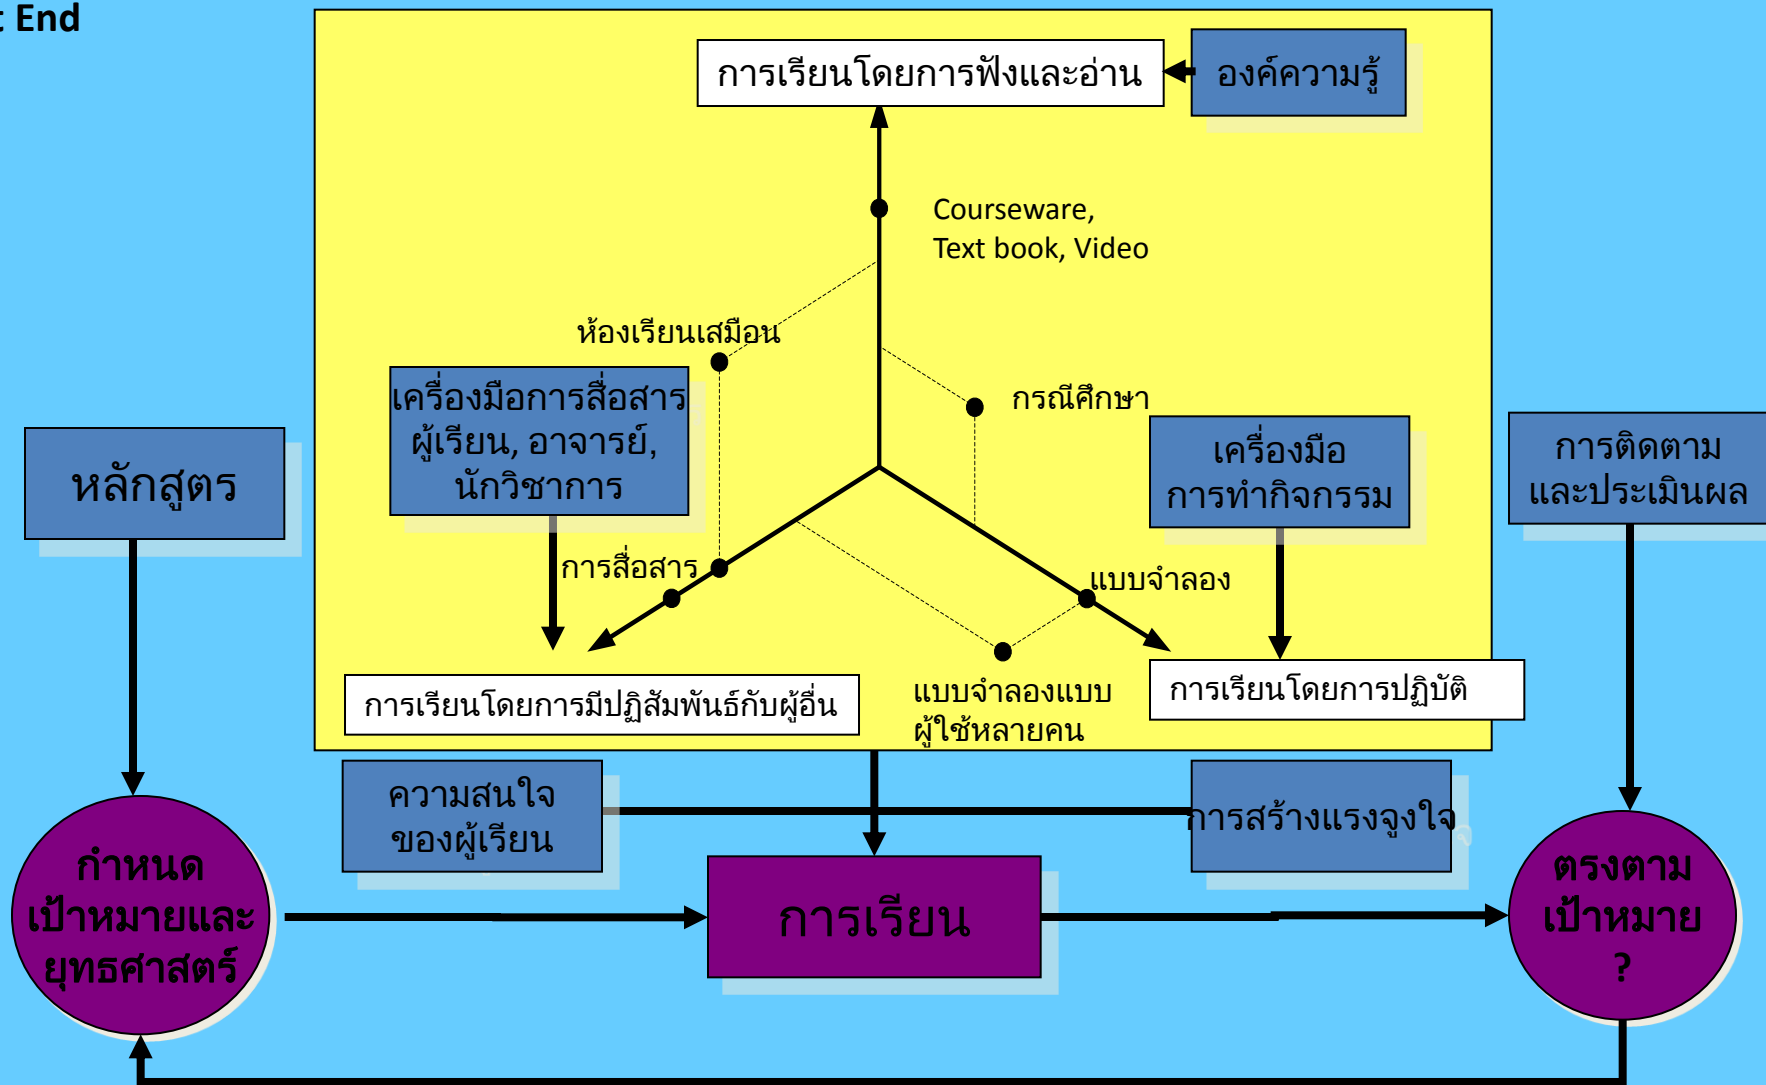 End
การเรียนโดยการฟังและอ่าน
องค์ความรู้
Courseware,
Text book, Video
ห้องเรียนเสมือน
เครื่องมือการสื่อสาร
ผู้เรียน, อาจารย์,
นักวิชาการ
กรณีศึกษา
เครื่องมือ
การทำกิจกรรม
การติดตาม
และประเมินผล
หลักสูตร
การสื่อสาร
แบบจำลอง
การเรียนโดยการมีปฏิสัมพันธ์กับผู้อื่น
แบบจำลองแบบ
ผู้ใช้หลายคน
การเรียนโดยการปฏิบัติ
ความสนใจ
ของผู้เรียน
การสร้างแรงจูงใจ
กำหนด
เป้าหมายและ
ยุทธศาสตร์
การเรียน
ตรงตาม
เป้าหมาย
?